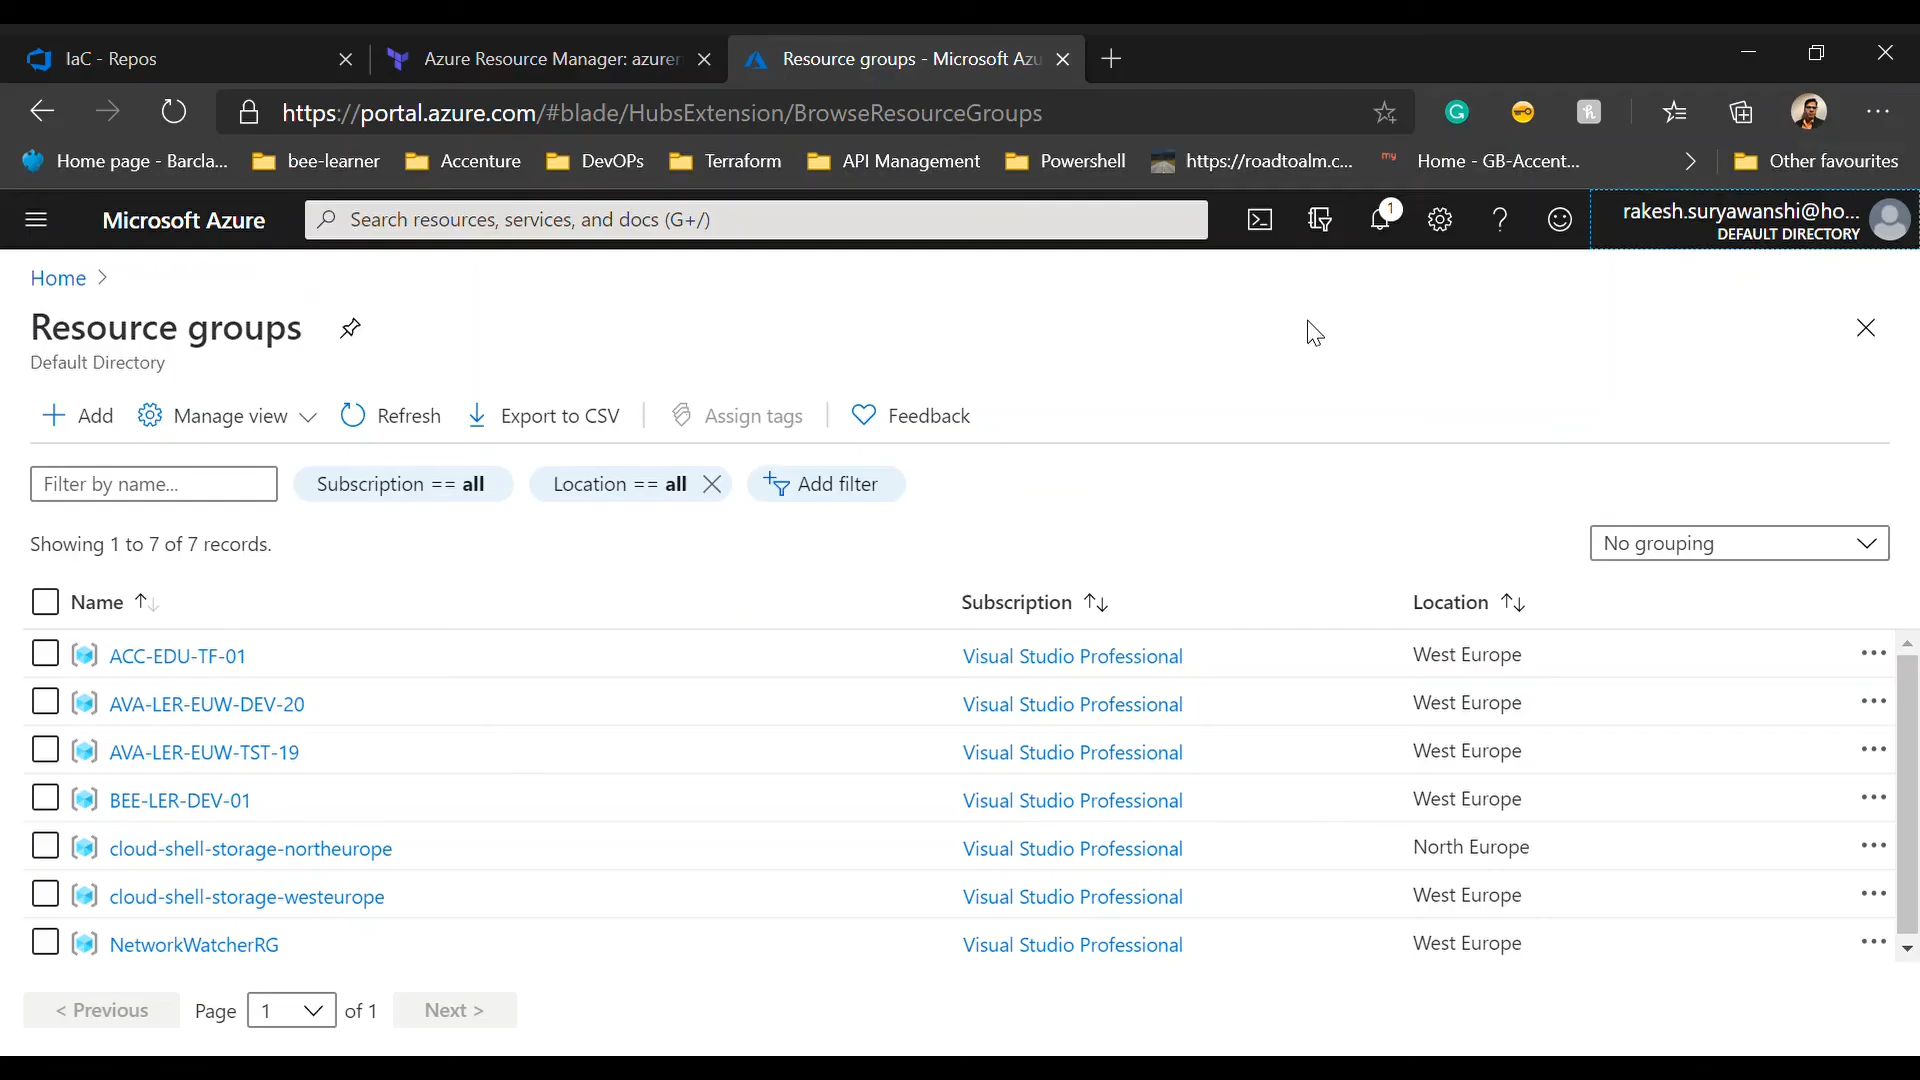 IaC - Repos
Azure Resource Manager: azurer
Resource groups - Microsoft Azu
https://portal.azure.com/#blade/HubsExtension/BrowseResourceGroups
Home page - Barcla...
bee-learner
Accenture
DevOPs
Terraform
API Management
Powershell
https://roadtoalm.c...
my
Home - GB-Accent...
Other favourites
Microsoft Azure
Search resources, services, and docs (G+/)
1
rakesh.suryawanshi@ho...
DEFAULT DIRECTORY
Home >
Resource groups
Default Directory
Add
Manage view
Refresh
Export to CSV
Assign tags
Feedback
Filter by name...
Subscription == all
Location == all
Add filter
Showing 1 to 7 of 7 records.
No grouping
Name Subscription Location
ACC-EDU-TF-01 Visual Studio Professional West Europe
AVA-LER-EUW-DEV-20 Visual Studio Professional West Europe
AVA-LER-EUW-TST-19 Visual Studio Professional West Europe
BEE-LER-DEV-01 Visual Studio Professional West Europe
cloud-shell-storage-northeurope Visual Studio Professional North Europe
cloud-shell-storage-westeurope Visual Studio Professional West Europe
NetworkWatcherRG Visual Studio Professional West Europe
< Previous Page 1 of 1 Next >